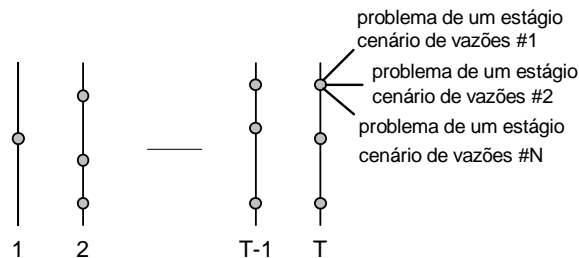 problema de um estágio
cenário de vazões #1
problema de um estágio
cenário de vazões #2
problema de um estágio
cenário de vazões #N
1 2 T-1 T